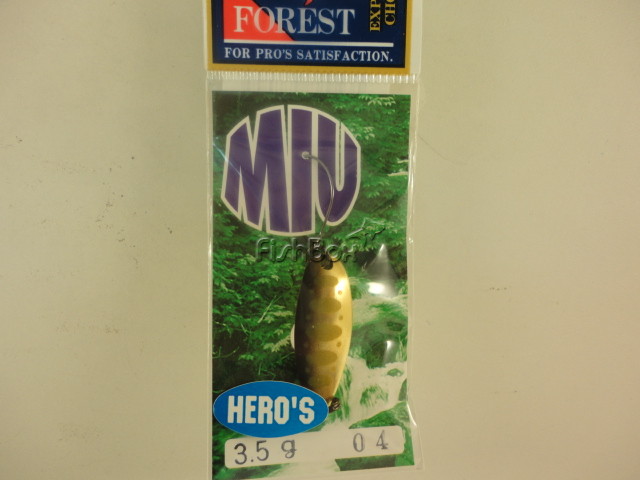 FOREST
EXP
CHO
FOR PRO'S SATISFACTION.
MIU
FishBox
HERO'S
3.5g 04